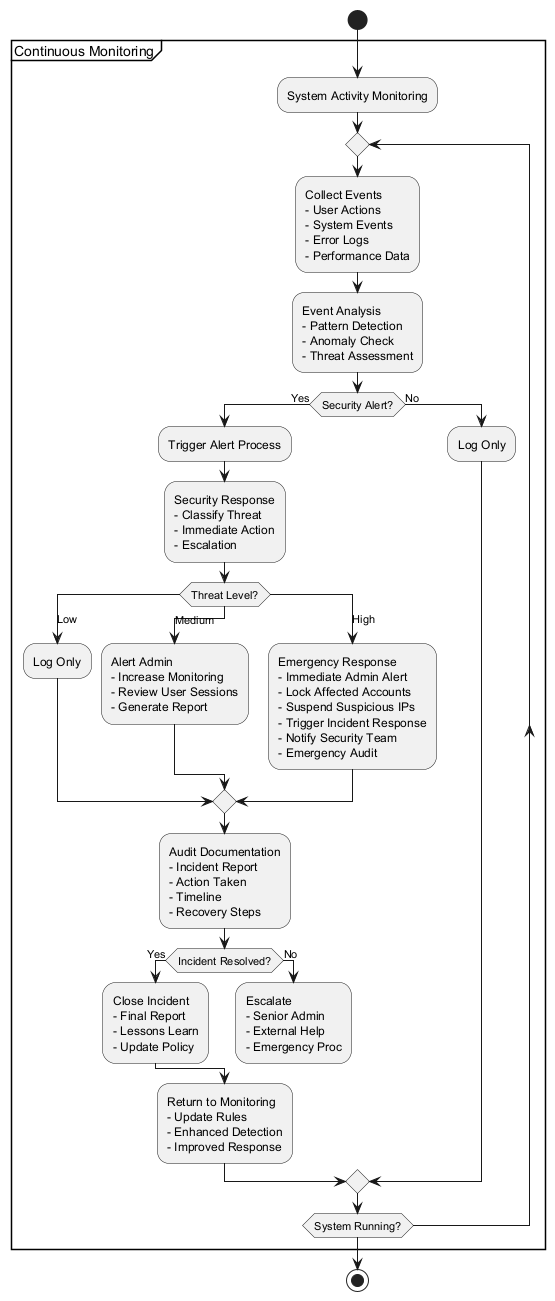 Continuous Monitoring
System Activity Monitoring
Collect Events
- User Actions
- System Events
- Error Logs
- Performance Data
Event Analysis
- Pattern Detection
- Anomaly Check
- Threat Assessment
Yes
Security Alert?
No
Trigger Alert Process
Log Only
Security Response
- Classify Threat
- Immediate Action
- Escalation
Threat Level?
Low
Medium
High
Log Only
Alert Admin
- Increase Monitoring
- Review User Sessions
- Generate Report
Emergency Response
- Immediate Admin Alert
- Lock Affected Accounts
- Suspend Suspicious IPs
- Trigger Incident Response
- Notify Security Team
- Emergency Audit
Audit Documentation
- Incident Report
- Action Taken
- Timeline
- Recovery Steps
Yes
Incident Resolved?
No
Close Incident
- Final Report
- Lessons Learn
- Update Policy
Escalate
- Senior Admin
- External Help
- Emergency Proc
Return to Monitoring
- Update Rules
- Enhanced Detection
- Improved Response
System Running?